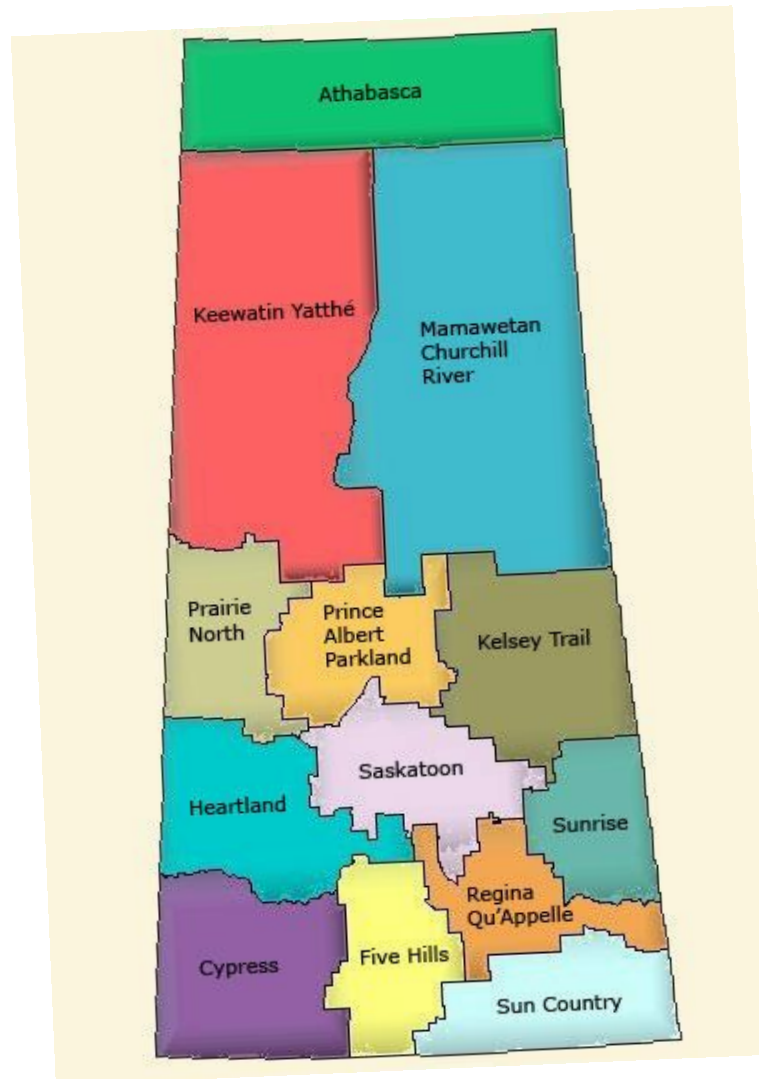 Athabasca
Keewatin Yatthé
Mamawetan
Churchill
River
Prairie
North
Prince
Albert
Parkland
Kelsey Trail
Saskatoon
Heartland
Sunrise
Regina
Qu'Appelle
Cypress
Five Hills
Sun Country